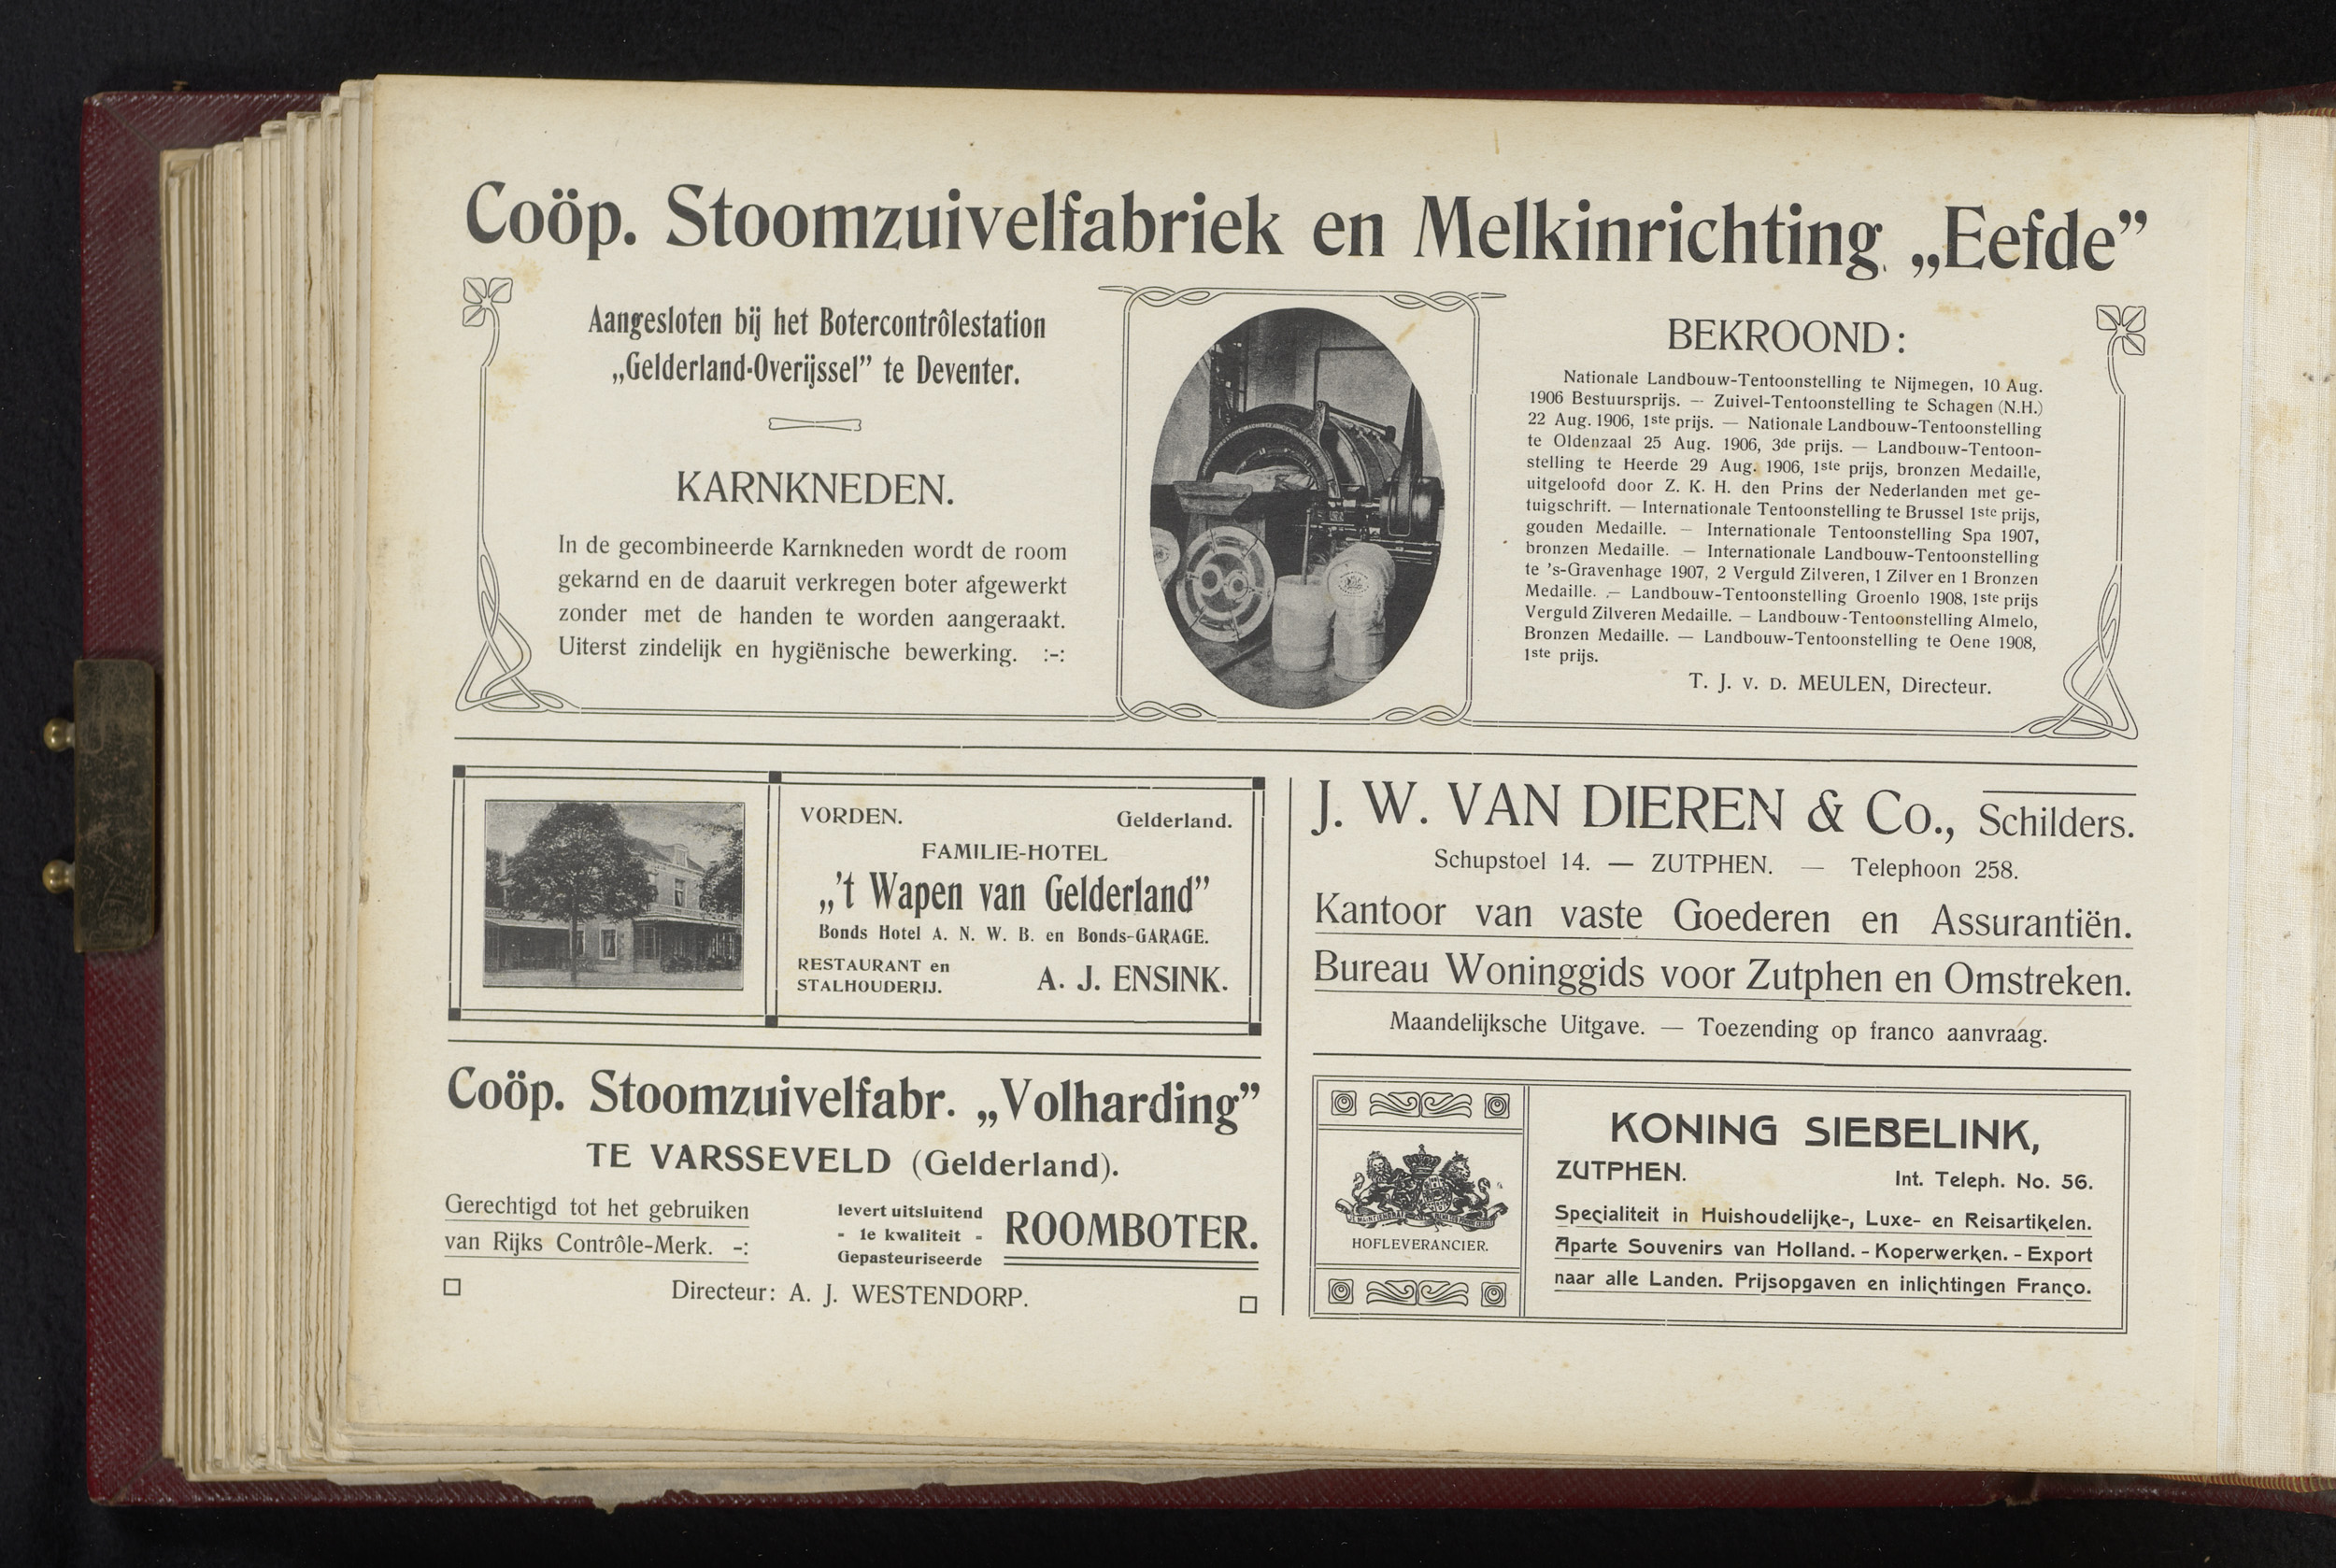 Coöp. Stoomzuivelfabriek en Melkinrichting „Eefde”
Aangesloten bij het Botercontrôlestation
„Gelderland-Overijssel” te Deventer.
KARNKNEDEN.
In de gecombineerde Karnkneden wordt de room
gekarnd en de daaruit verkregen boter afgewerkt
zonder met de handen te worden aangeraakt.
Uiterst zindelijk en hygiënische bewerking. :-:
BEKROOND:
Nationale Landbouw-Tentoonstelling te Nijmegen, 10 Aug.
1906 Bestuursprijs. — Zuivel-Tentoonstelling te Schagen (N.H.)
22 Aug. 1906, 1ste prijs. — Nationale Landbouw-Tentoonstelling
te Oldenzaal 25 Aug. 1906, 3de prijs. — Landbouw-Tentoon-
stelling te Heerde 29 Aug. 1906, 1ste prijs, bronzen Medaille,
uitgeloofd door Z. K. H. den Prins der Nederlanden met ge-
tuigschrift. — Internationale Tentoonstelling te Brussel 1ste prijs,
gouden Medaille. — Internationale Tentoonstelling Spa 1907,
bronzen Medaille. — Internationale Landbouw-Tentoonstelling
te 's-Gravenhage 1907, 2 Verguld Zilveren, 1 Zilver en 1 Bronzen
Medaille. — Landbouw-Tentoonstelling Groenlo 1908, 1ste prijs
Verguld Zilveren Medaille. — Landbouw-Tentoonstelling Almelo,
Bronzen Medaille. — Landbouw-Tentoonstelling te Oene 1908,
1ste prijs.
T. J. v. D. MEULEN, Directeur.
VORDEN. Gelderland.
FAMILIE-HOTEL
„'t Wapen van Gelderland”
Bonds Hotel A. N. W. B. en Bonds-GARAGE.
RESTAURANT en
STALHOUDERIJ.
A. J. ENSINK.
Coöp. Stoomzuivelfabr. „Volharding”
TE VARSSEVELD (Gelderland).
Gerechtigd tot het gebruiken
van Rijks Contrôle-Merk. -:
levert uitsluitend
- 1e kwaliteit -
Gepasteuriseerde
ROOMBOTER.
Directeur: A. J. WESTENDORP.
J. W. VAN DIEREN & Co., Schilders.
Schupstoel 14. — ZUTPHEN. — Telephoon 258.
Kantoor van vaste Goederen en Assurantiën.
Bureau Woninggids voor Zutphen en Omstreken.
Maandelijksche Uitgave. — Toezending op franco aanvraag.
HOFLEVERANCIER.
KONING SIEBELINK,
ZUTPHEN. Int. Teleph. No. 56.
Specialiteit in Huishoudelijke-, Luxe- en Reisartikelen.
Aparte Souvenirs van Holland. - Koperwerken. - Export
naar alle Landen. Prijsopgaven en inlichtingen Franco.